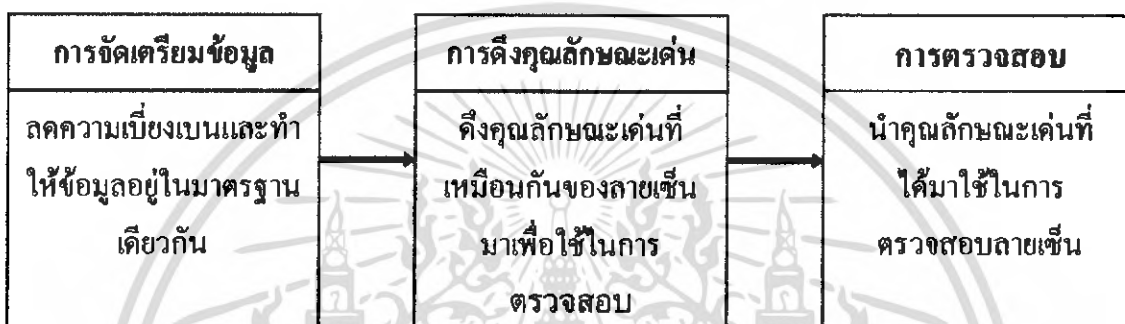 การจัดเตรียมข้อมูล
ลดความเบี่ยงเบนและทำ
ให้ข้อมูลอยู่ในมาตรฐาน
เดียวกัน
การดึงคุณลักษณะเด่น
ดึงคุณลักษณะเด่นที่
เหมือนกันของลายเซ็น
มาเพื่อใช้ในการ
ตรวจสอบ
การตรวจสอบ
นำคุณลักษณะเด่นที่
ได้มาใช้ในการ
ตรวจสอบลายเซ็น